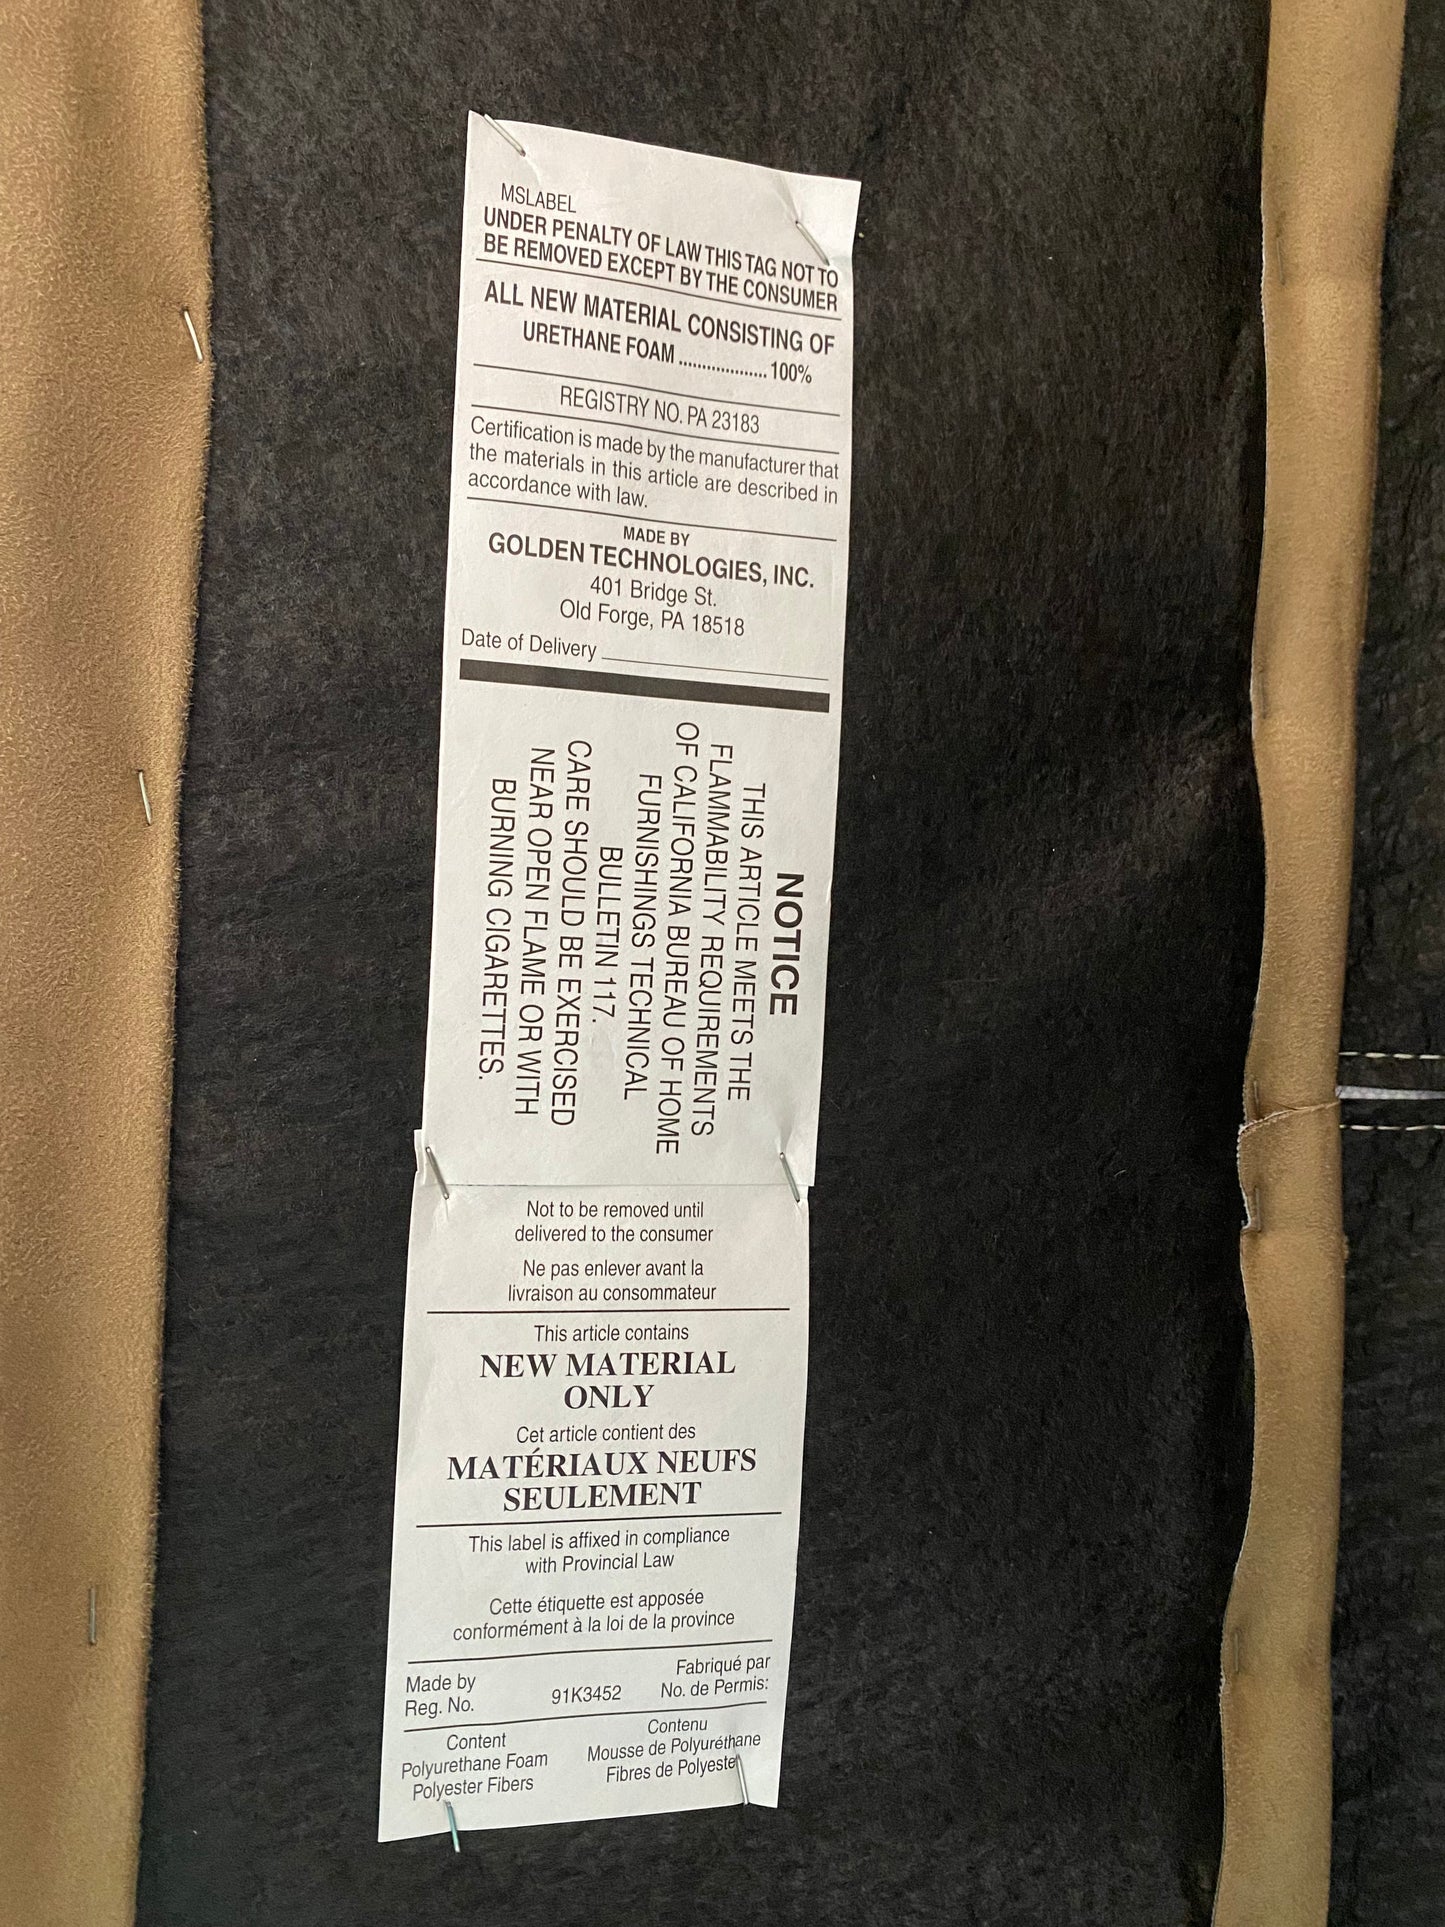 MSLABEL
UNDER PENALTY OF LAW THIS TAG NOT TO
BE REMOVED EXCEPT BY THE CONSUMER
ALL NEW MATERIAL CONSISTING OF
URETHANE FOAM ................... 100%
REGISTRY NO. PA 23183
Certification is made by the manufacturer that
the materials in this article are described in
accordance with law.
MADE BY
GOLDEN TECHNOLOGIES, INC.
401 Bridge St.
Old Forge, PA 18518
Date of Delivery
NOTICE
THIS ARTICLE MEETS THE
FLAMMABILITY REQUIREMENTS
OF CALIFORNIA BUREAU OF HOME
FURNISHINGS TECHNICAL
BULLETIN 117.
CARE SHOULD BE EXERCISED
NEAR OPEN FLAME OR WITH
BURNING CIGARETTES.
Not to be removed until
delivered to the consumer
Ne pas enlever avant la
livraison au consommateur
This article contains
NEW MATERIAL
ONLY
Cet article contient des
MATÉRIAUX NEUFS
SEULEMENT
This label is affixed in compliance
with Provincial Law
Cette étiquette est apposée
conformément à la loi de la province
Made by
Reg. No.
91K3452
Fabriqué par
No. de Permis:
Content
Polyurethane Foam
Polyester Fibers
Contenu
Mousse de Polyuréthane
Fibres de Polyester